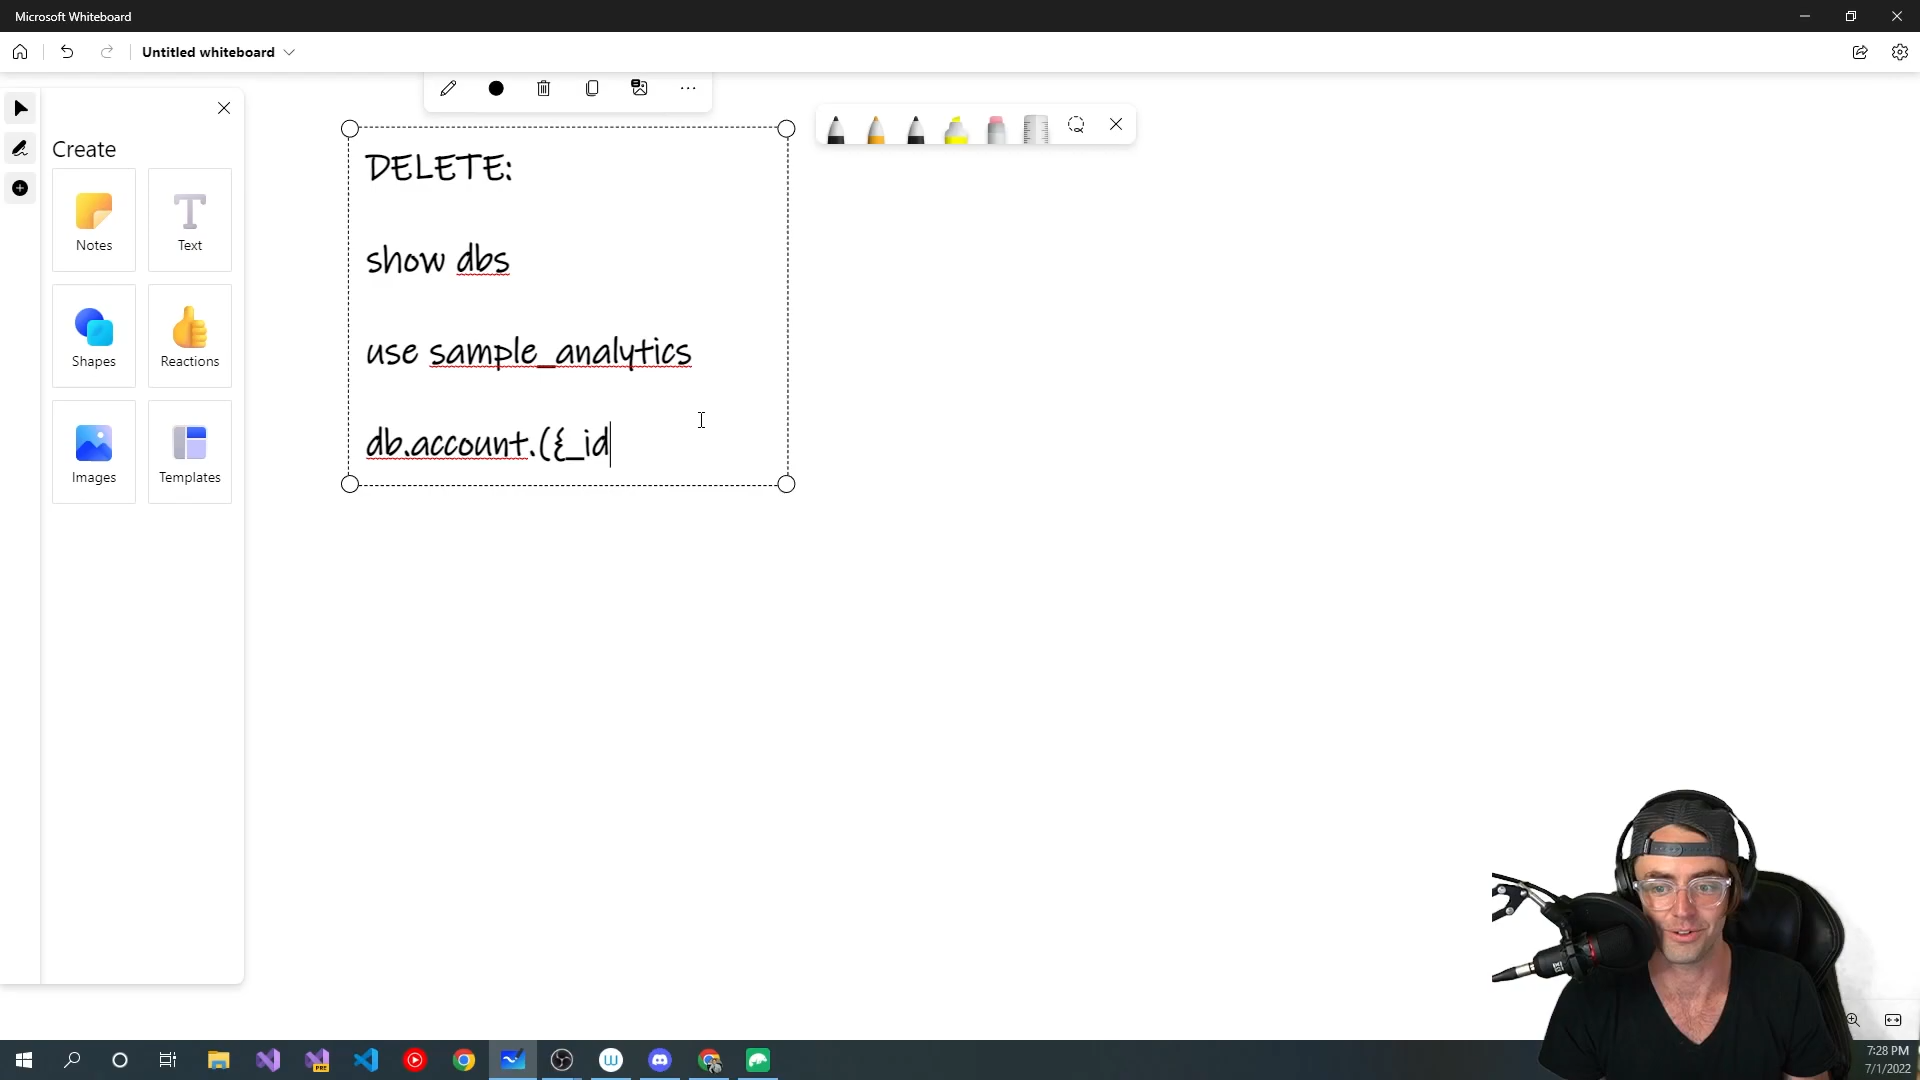 Microsoft Whiteboard
Untitled whiteboard
Create
Notes
Text
Shapes
Reactions
Images
Templates
DELETE:
show dbs
use sample_analytics
db.account.({_id
PRE
7:28 PM
7/1/2022